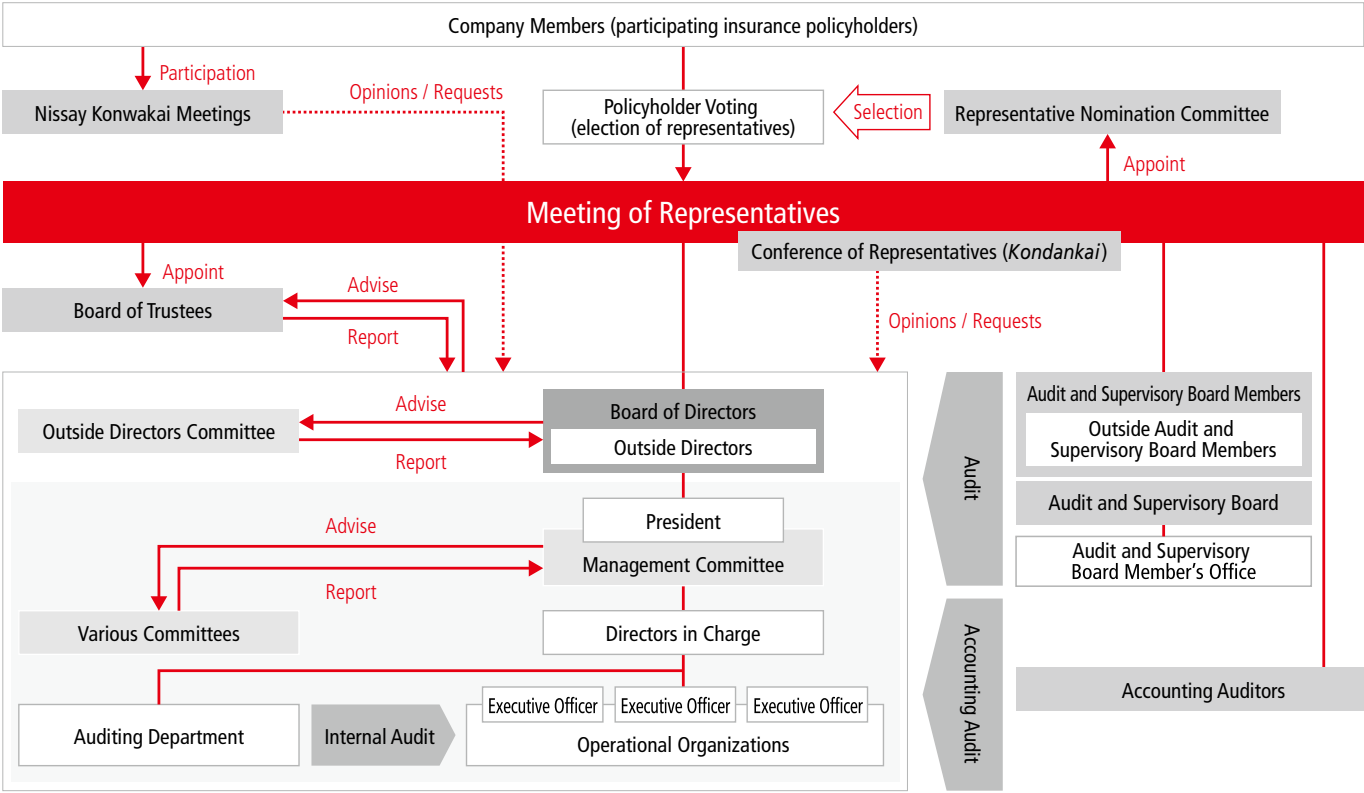 Company Members (participating insurance policyholders)
Participation
Nissay Konwakai Meetings
Opinions / Requests
Policyholder Voting
(election of representatives)
Selection
Representative Nomination Committee
Appoint
Meeting of Representatives
Conference of Representatives (Kondankai)
Appoint
Board of Trustees
Advise
Report
Opinions / Requests
Outside Directors Committee
Advise
Report
Board of Directors
Outside Directors
President
Management Committee
Advise
Report
Various Committees
Directors in Charge
Auditing Department
Internal Audit
Executive Officer
Executive Officer
Executive Officer
Operational Organizations
Audit
Audit and Supervisory Board Members
Outside Audit and
Supervisory Board Members
Audit and Supervisory Board
Audit and Supervisory
Board Member's Office
Accounting Audit
Accounting Auditors